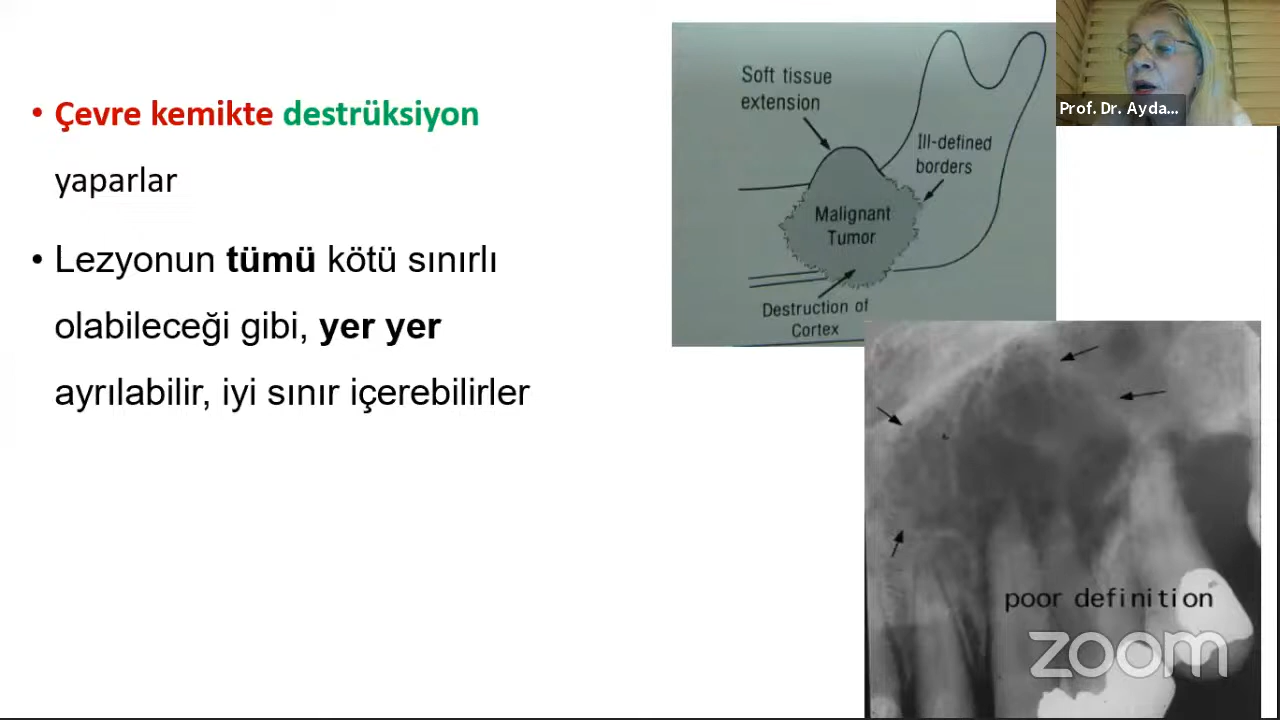 • Çevre kemikte destrüksiyon
yaparlar
• Lezyonun tümü kötü sınırlı
olabileceği gibi, yer yer
ayrılabilir, iyi sınır içerebilirler
Soft tissue
extension
Ill-defined
borders
Malignant
Tumor
Destruction of
Cortex
Prof. Dr. Ayda...
poor definition
zoom